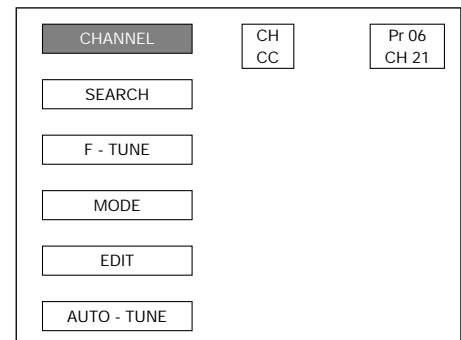 CHANNEL
CH
CC
Pr 06
CH 21
SEARCH
F - TUNE
MODE
EDIT
AUTO - TUNE